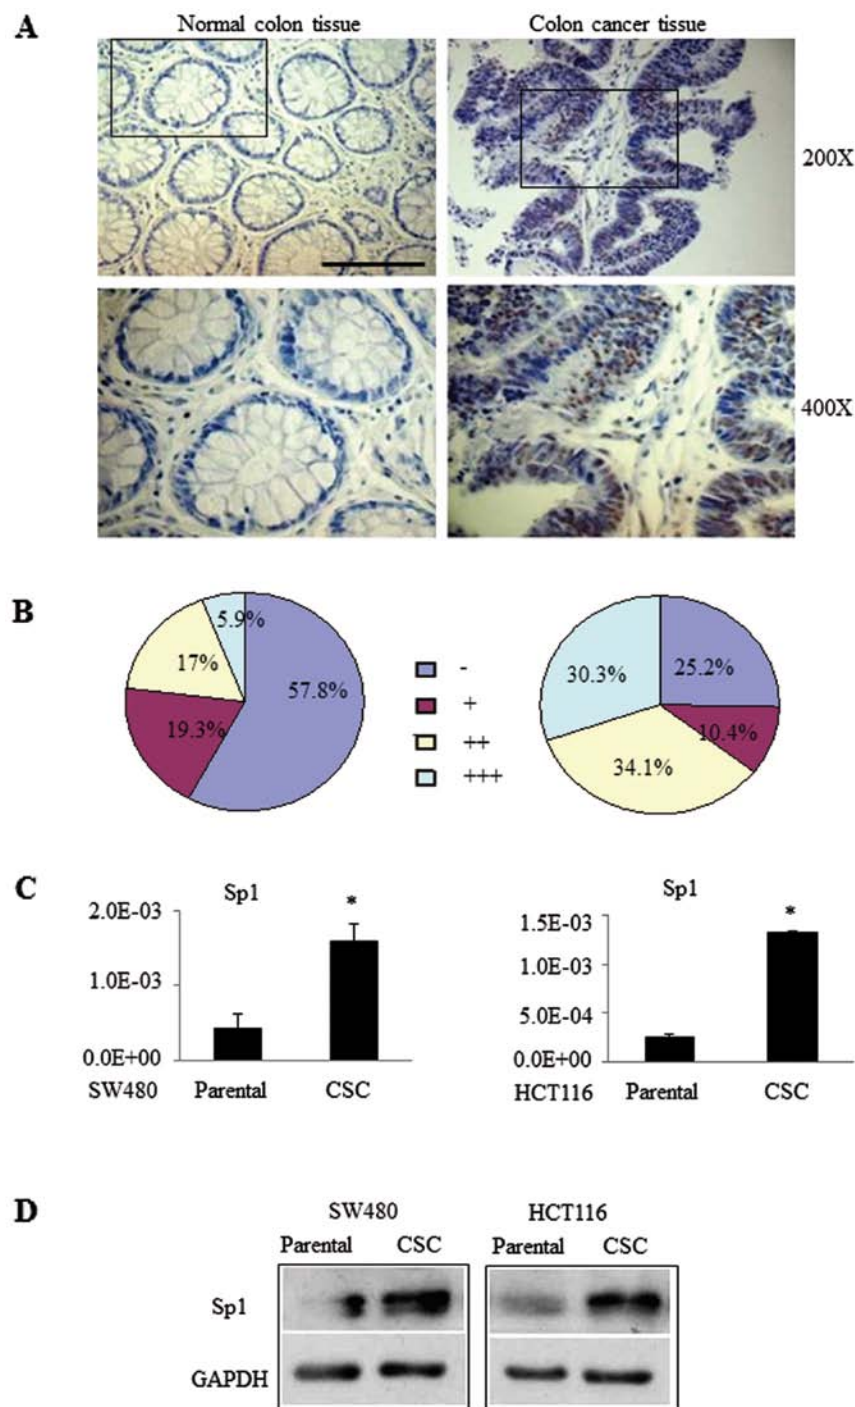 A
Normal colon tissue
Colon cancer tissue
200X
400X
B
5.9%
17%
19.3%
57.8%
-
+
++
+++
30.3%
25.2%
10.4%
34.1%
C
Sp1
*
2.0E-03
1.0E-03
0.0E+00
SW480
Parental
CSC
Sp1
*
1.5E-03
1.0E-03
5.0E-04
0.0E+00
HCT116
Parental
CSC
D
SW480
HCT116
Parental
CSC
Parental
CSC
Sp1
GAPDH